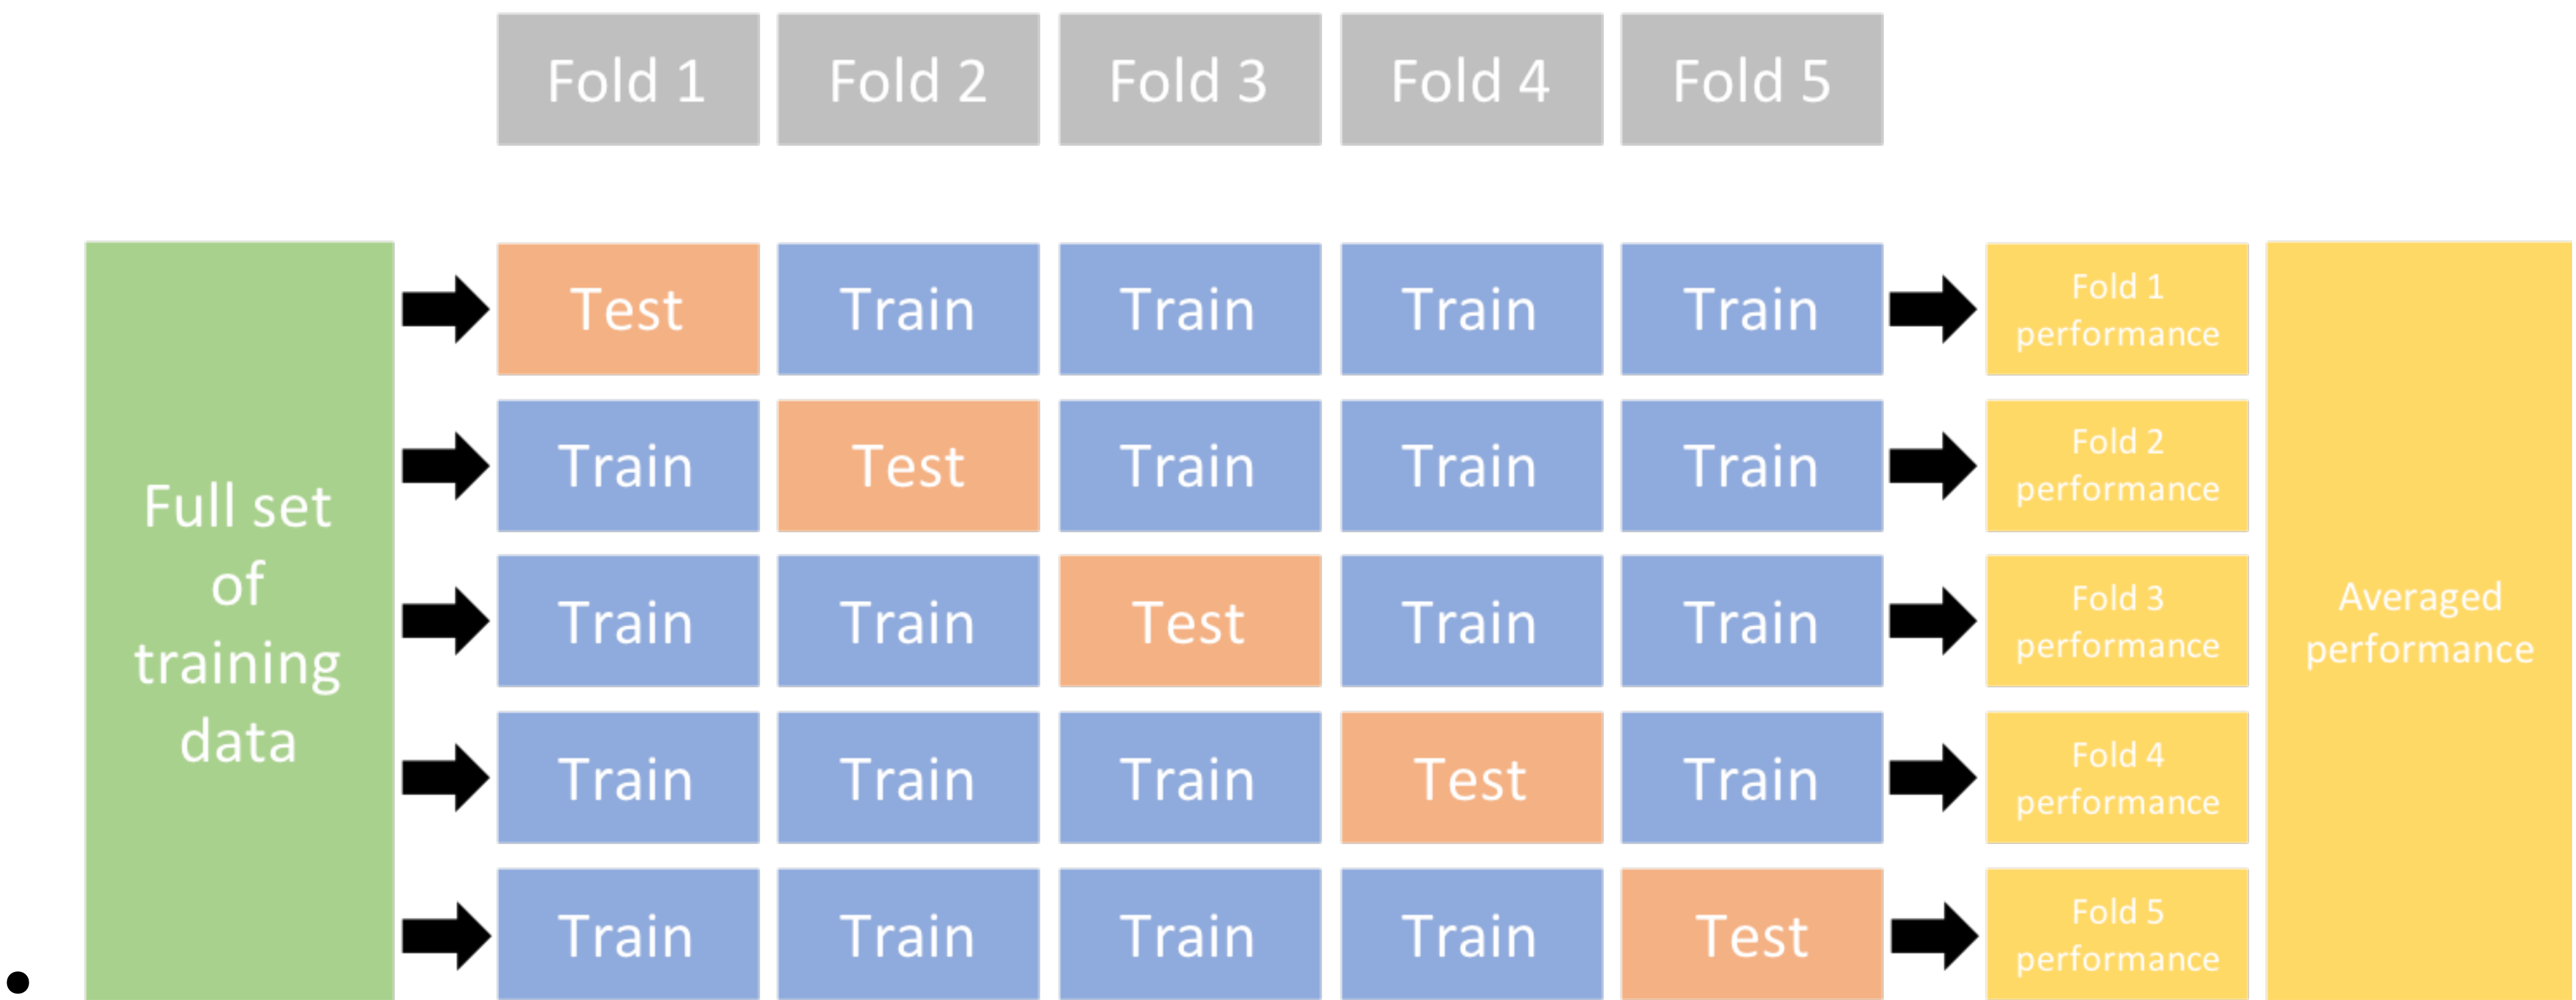 Fold 1 Fold 2 Fold 3 Fold 4 Fold 5
Full set
of
training
data
Test Train Train Train Train
Fold 1
performance
Train Test Train Train Train
Fold 2
performance
Train Train Test Train Train
Fold 3
performance
Train Train Train Test Train
Fold 4
performance
Train Train Train Train Test
Fold 5
performance
Averaged
performance